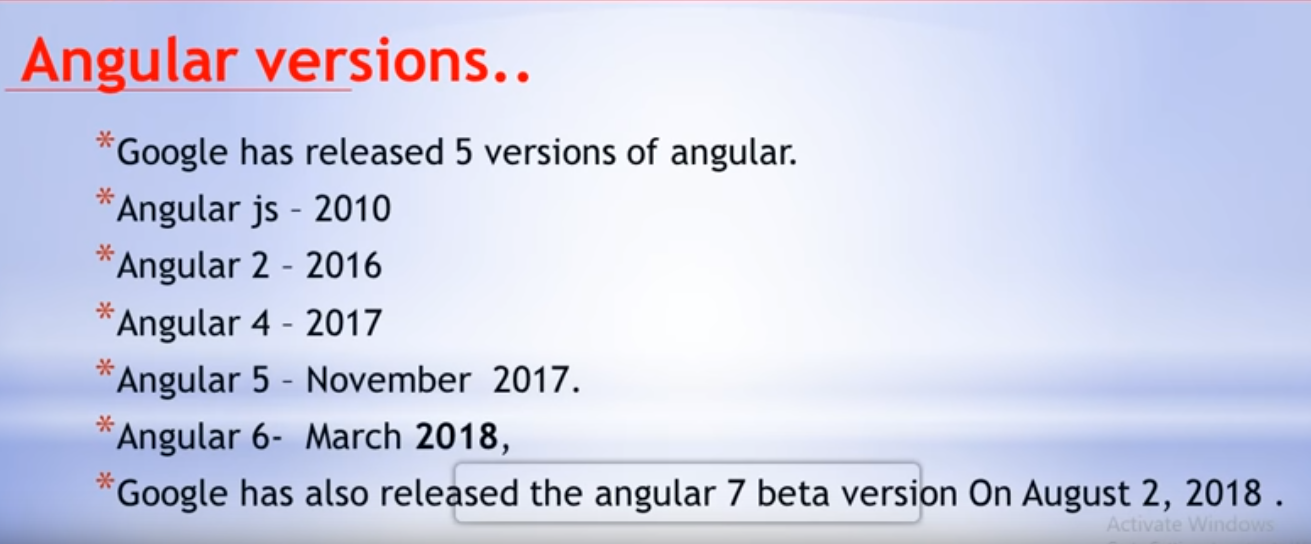 Angular versions..
*Google has released 5 versions of angular.
*Angular js – 2010
*Angular 2 – 2016
*Angular 4 – 2017
*Angular 5 – November 2017.
*Angular 6- March 2018,
*Google has also released the angular 7 beta version On August 2, 2018 .
Activate Windows